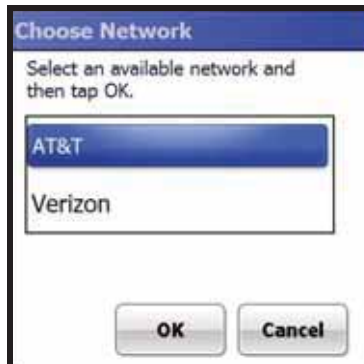 Choose Network
Select an available network and
then tap OK.
AT&T
Verizon
OK
Cancel